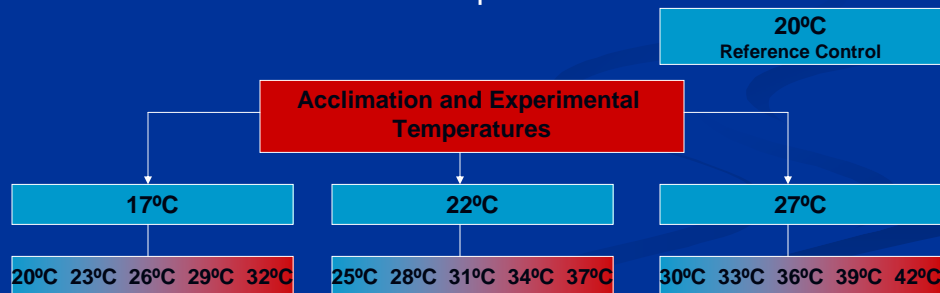 20ºC
Reference Control
Acclimation and Experimental
Temperatures
17ºC
22ºC
27ºC
20ºC 23ºC 26ºC 29ºC 32ºC
25ºC 28ºC 31ºC 34ºC 37ºC
30ºC 33ºC 36ºC 39ºC 42ºC